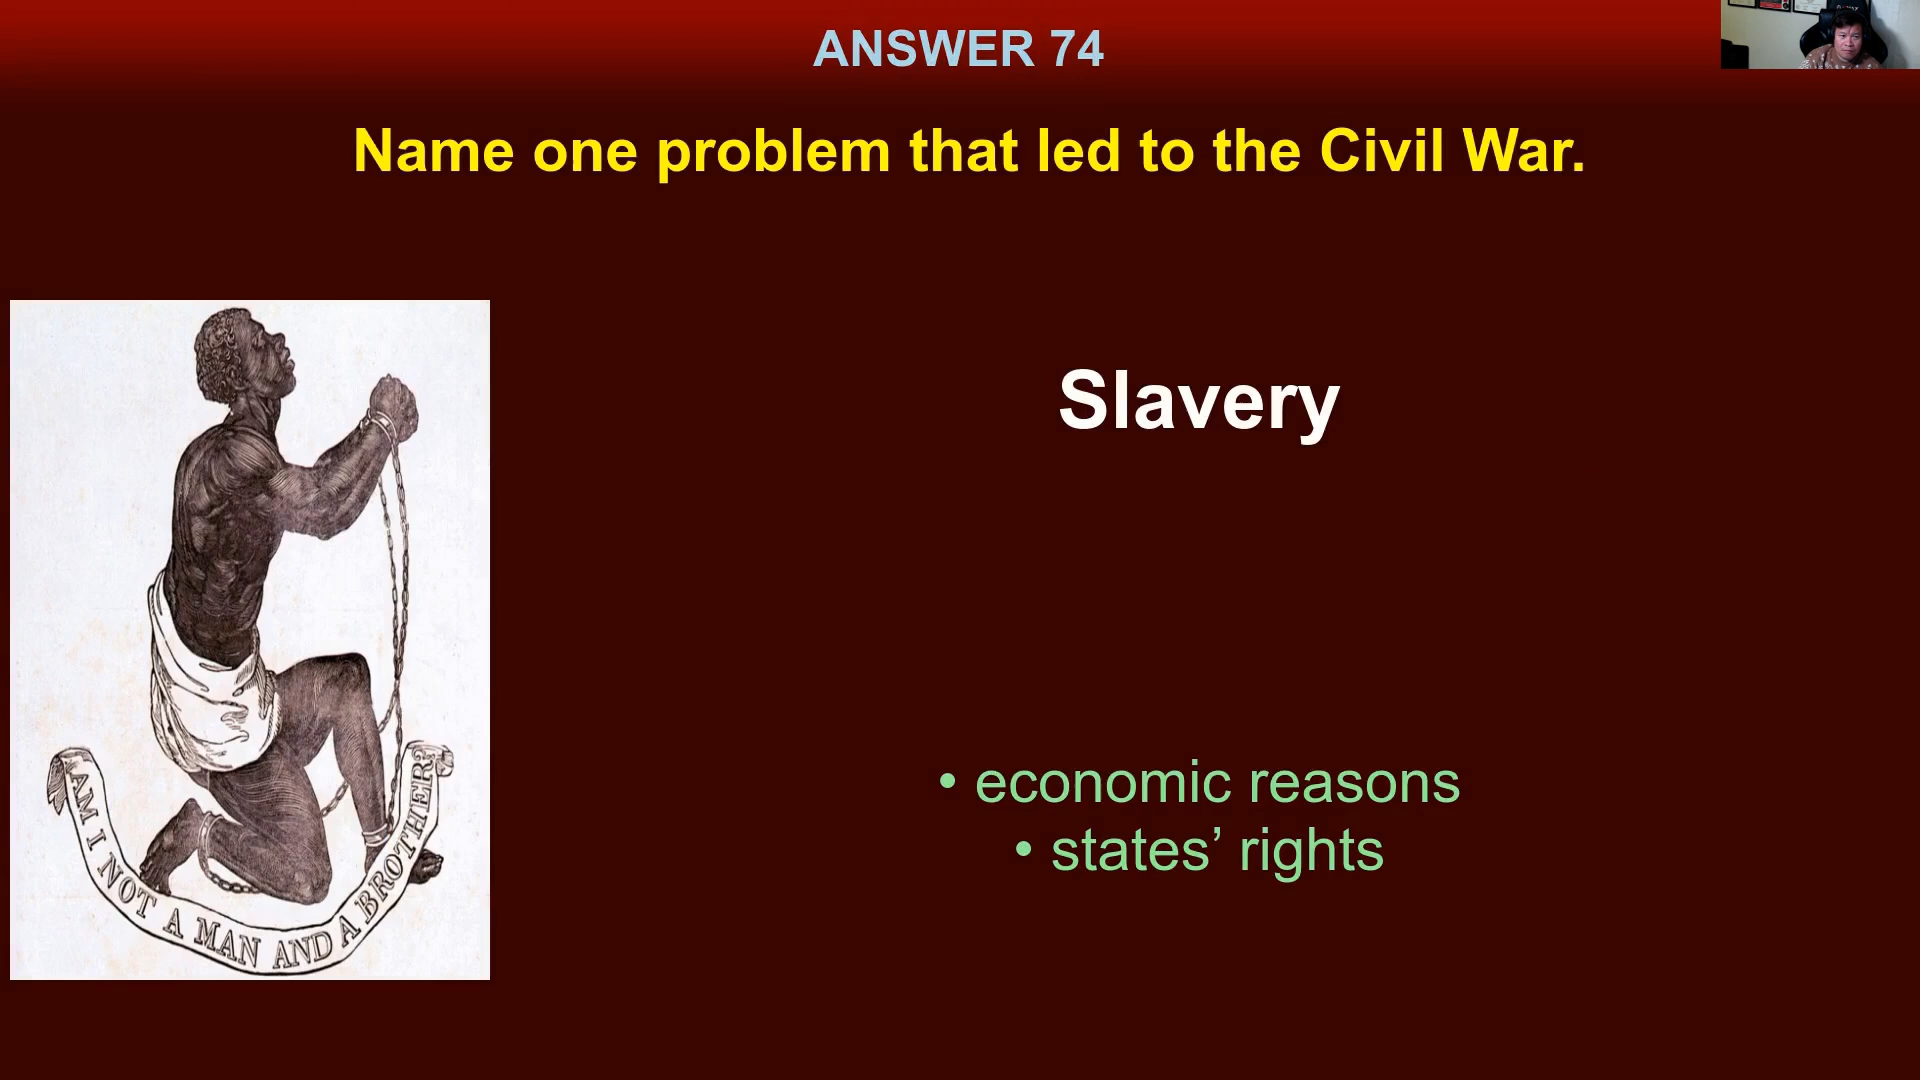 ANSWER 74
Name one problem that led to the Civil War.
Slavery
• economic reasons
• states’ rights
AM I NOT A MAN AND A BROTHER?